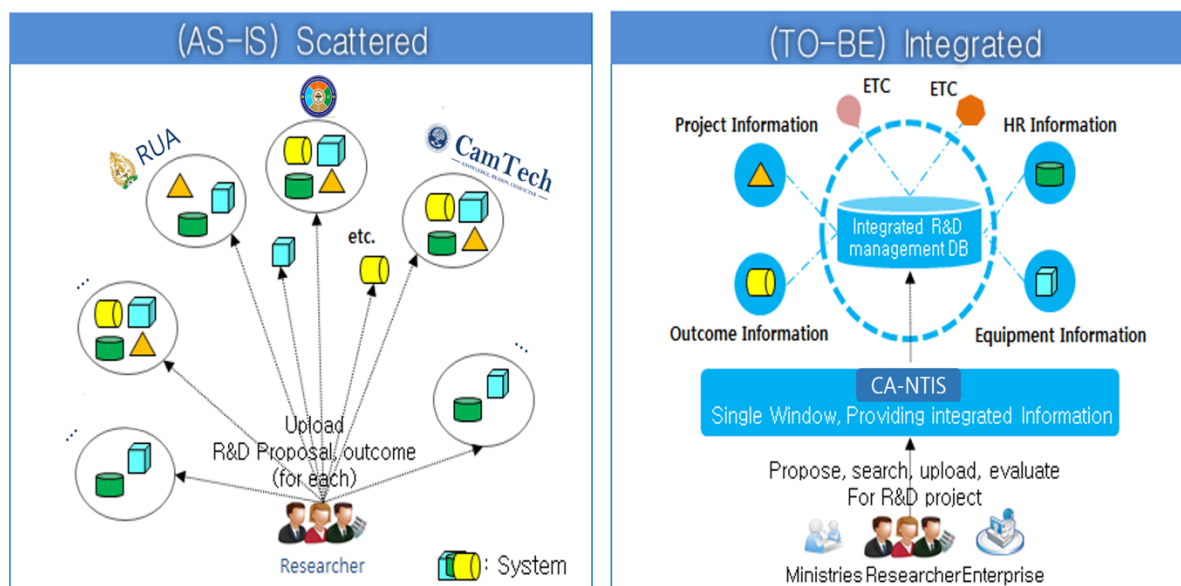 (AS-IS) Scattered
RUA
CamTech
KNOWLEDGE, REASON, CHARACTER
etc.
...
...
...
Upload
R&D Proposal, outcome
(for each)
Researcher
: System
(TO-BE) Integrated
ETC
ETC
Project Information
HR Information
Integrated R&D
management DB
Outcome Information
Equipment Information
CA-NTIS
Single Window, Providing integrated Information
Propose, search, upload, evaluate
For R&D project
Ministries Researcher Enterprise